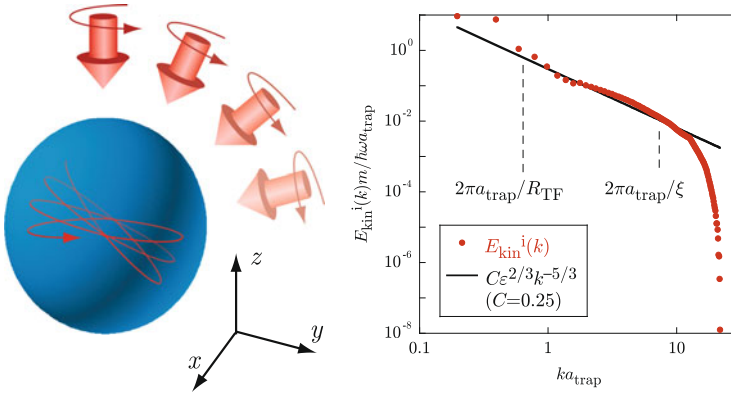 z
y
x
E_kin^i(k)m/ħωa_trap
10^0
10^-2
10^-4
10^-6
10^-8
2πa_trap/R_TF
2πa_trap/ξ
E_kin^i(k)
Cε^2/3k^–5/3
(C=0.25)
0.1
1
10
ka_trap